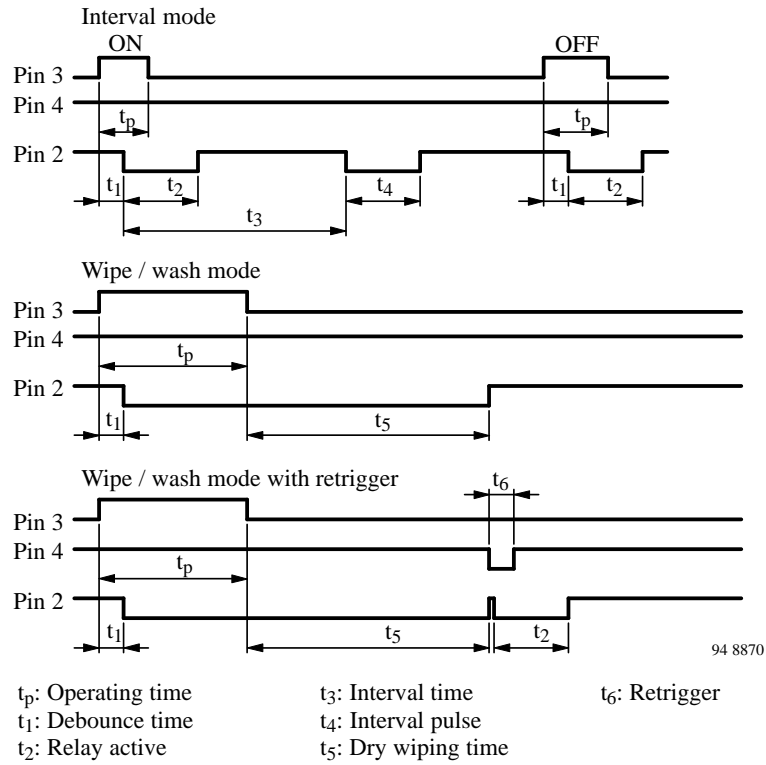 Interval mode
ON OFF
Pin 3
Pin 4
tp tp
Pin 2
t1 t2 t4 t1 t2
t3
Wipe / wash mode
Pin 3
Pin 4
tp
Pin 2
t1 t5
Wipe / wash mode with retrigger t6
Pin 3
Pin 4
tp
Pin 2
t1 t5 t2
94 8870
tp: Operating time t3: Interval time t6: Retrigger
t1: Debounce time t4: Interval pulse
t2: Relay active t5: Dry wiping time